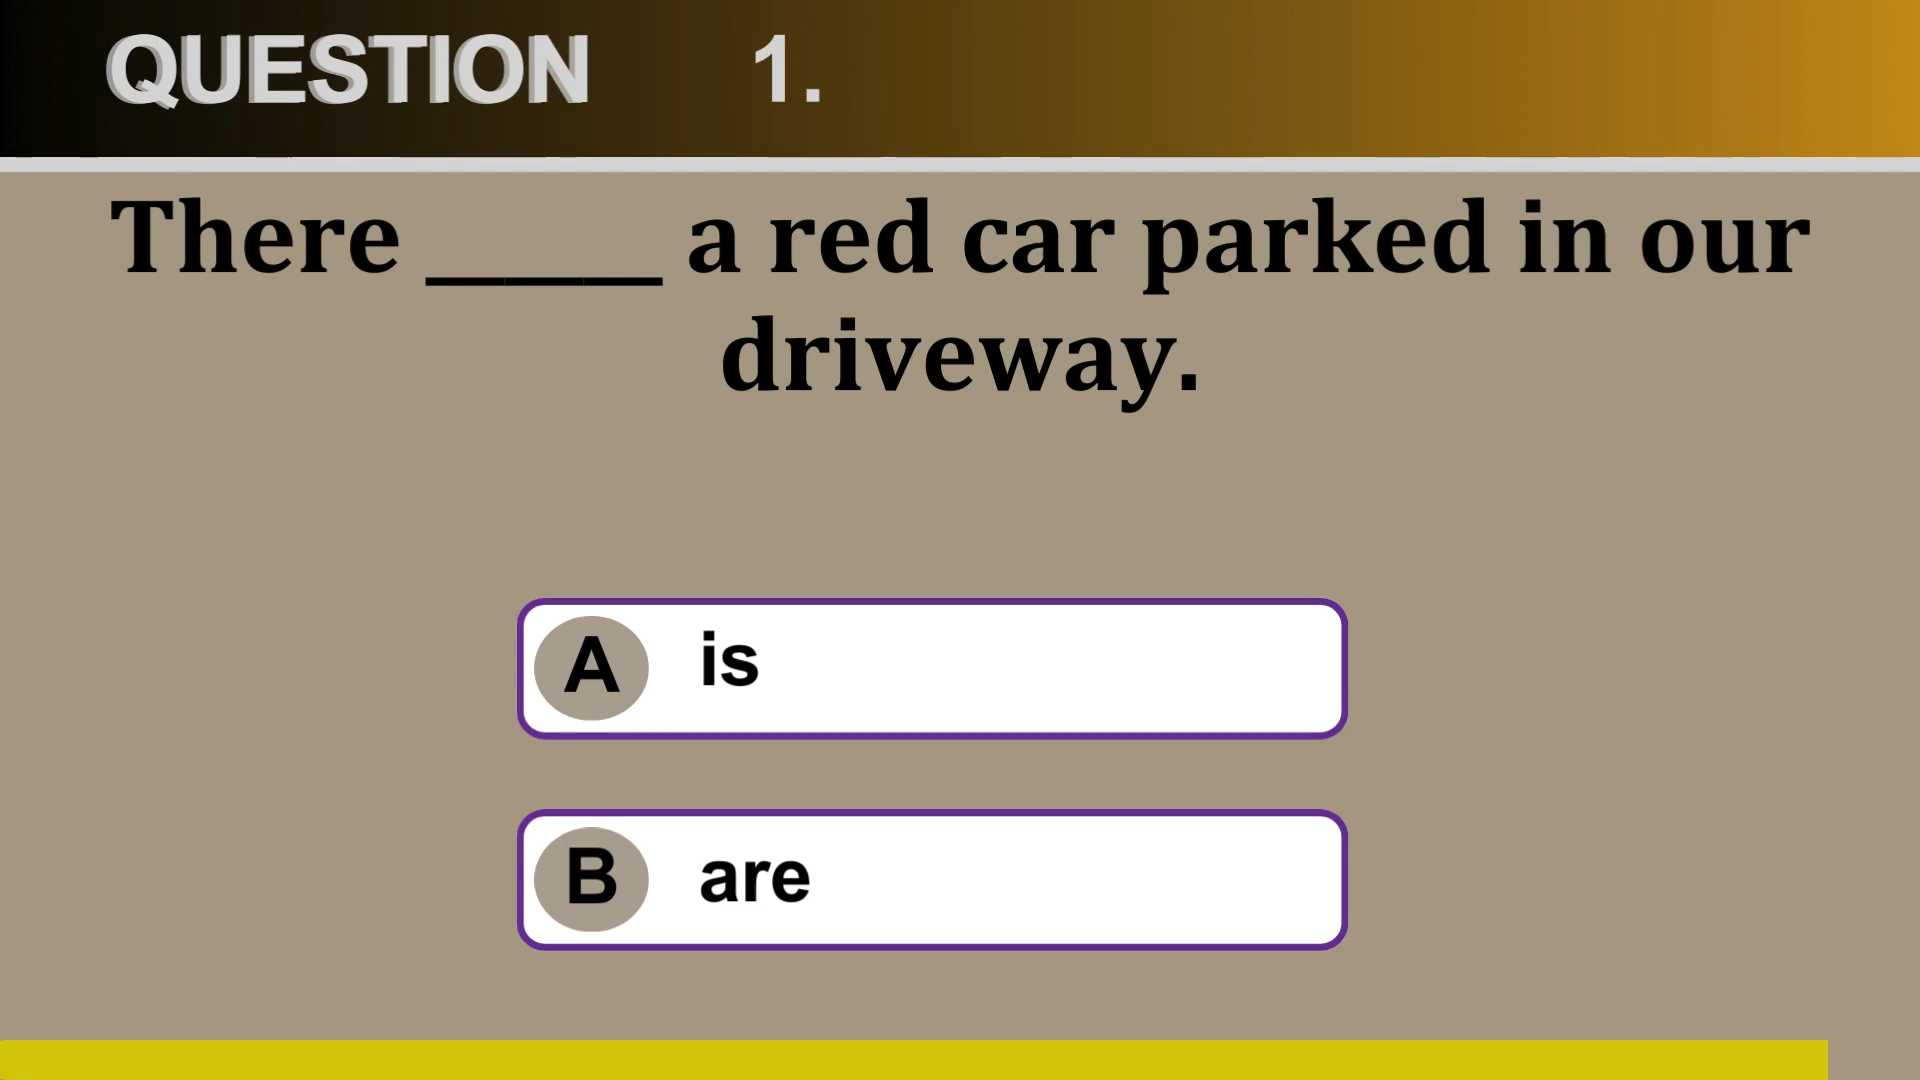 QUESTION 1.
There _____ a red car parked in our
driveway.
A is
B are